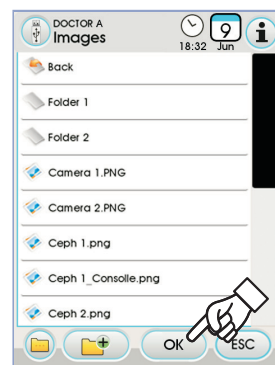 DOCTOR A
Images
18:32
9
Jun
i
Back
Folder 1
Folder 2
Camera 1.PNG
Camera 2.PNG
Ceph 1.png
Ceph 1_Consolle.png
Ceph 2.png
OK
ESC